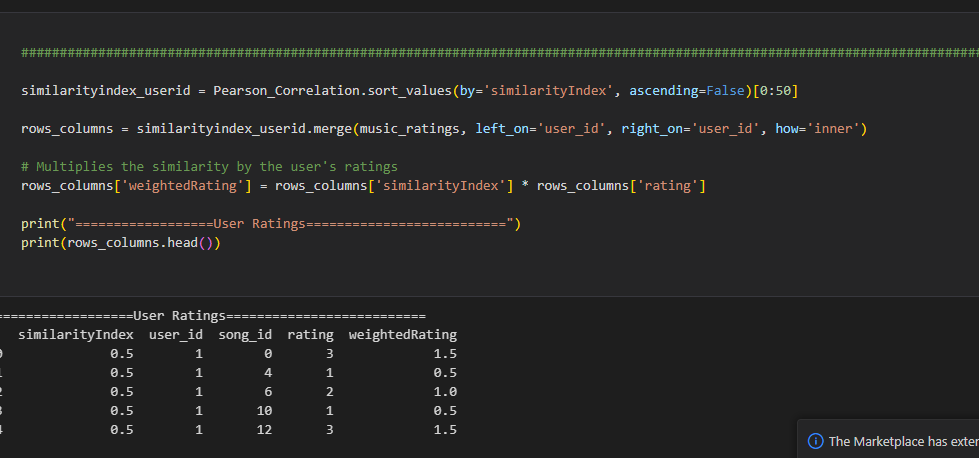 ################################################################################################################################
similarityindex_userid = Pearson_Correlation.sort_values(by='similarityIndex', ascending=False)[0:50]
rows_columns = similarityindex_userid.merge(music_ratings, left_on='user_id', right_on='user_id', how='inner')
# Multiplies the similarity by the user's ratings
rows_columns['weightedRating'] = rows_columns['similarityIndex'] * rows_columns['rating']
print("==================User Ratings==========================")
print(rows_columns.head())
==================User Ratings==========================
similarityIndex user_id song_id rating weightedRating
0 0.5 1 0 3 1.5
1 0.5 1 4 1 0.5
2 0.5 1 6 2 1.0
3 0.5 1 10 1 0.5
4 0.5 1 12 3 1.5
The Marketplace has exten